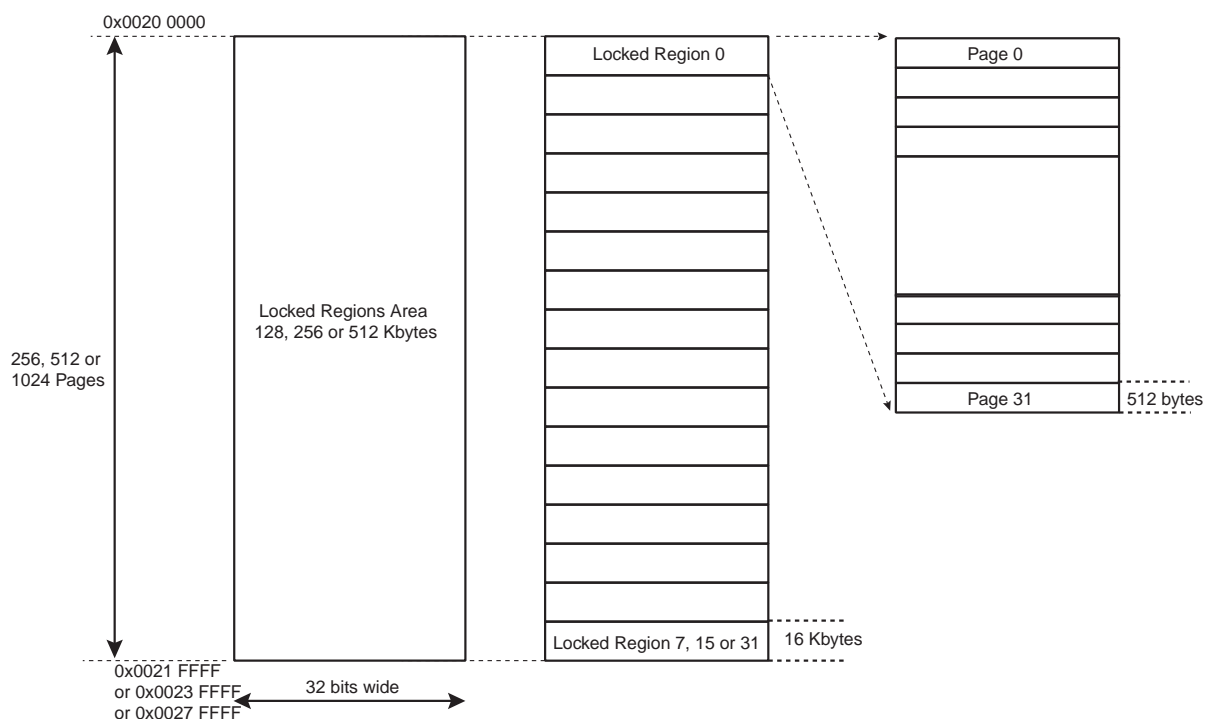 0x0020 0000
Locked Region 0
Page 0
Locked Regions Area
128, 256 or 512 Kbytes
256, 512 or
1024 Pages
Page 31
512 bytes
Locked Region 7, 15 or 31
16 Kbytes
0x0021 FFFF
or 0x0023 FFFF
or 0x0027 FFFF
32 bits wide